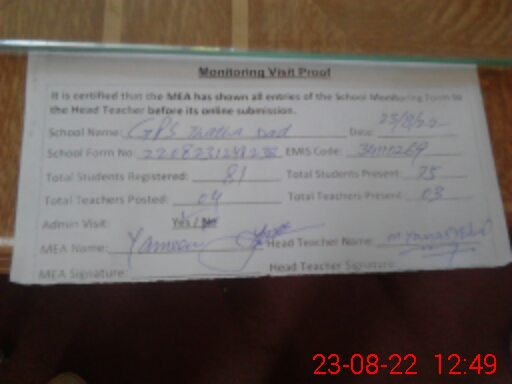 Monitoring Visit Proof
It is certified that the MEA has shown all entries of the School Monitoring Form to
the Head Teacher before its online submission.
School Name: GPS Date: 23/8/22
School Form No: EMIS Code:
Total Students Registered: 81 Total Students Present: 75
Total Teachers Posted: 04 Total Teachers Present: 03
Admin Visit: Yes / No
MEA Name: Yameen Head Teacher Name:
MEA Signature: Head Teacher Signature:
23-08-22 12:49